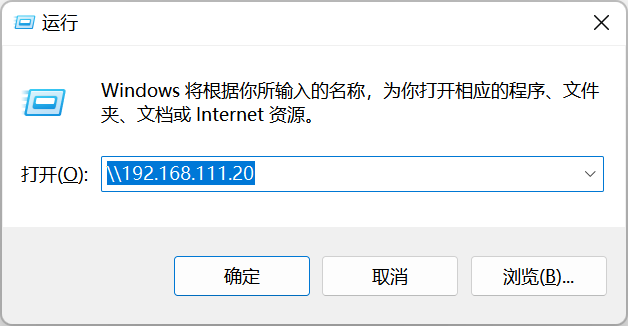 运行
Windows 将根据你所输入的名称，为你打开相应的程序、文件
夹、文档或 Internet 资源。
打开(O): \\192.168.111.20
确定 取消 浏览(B)...